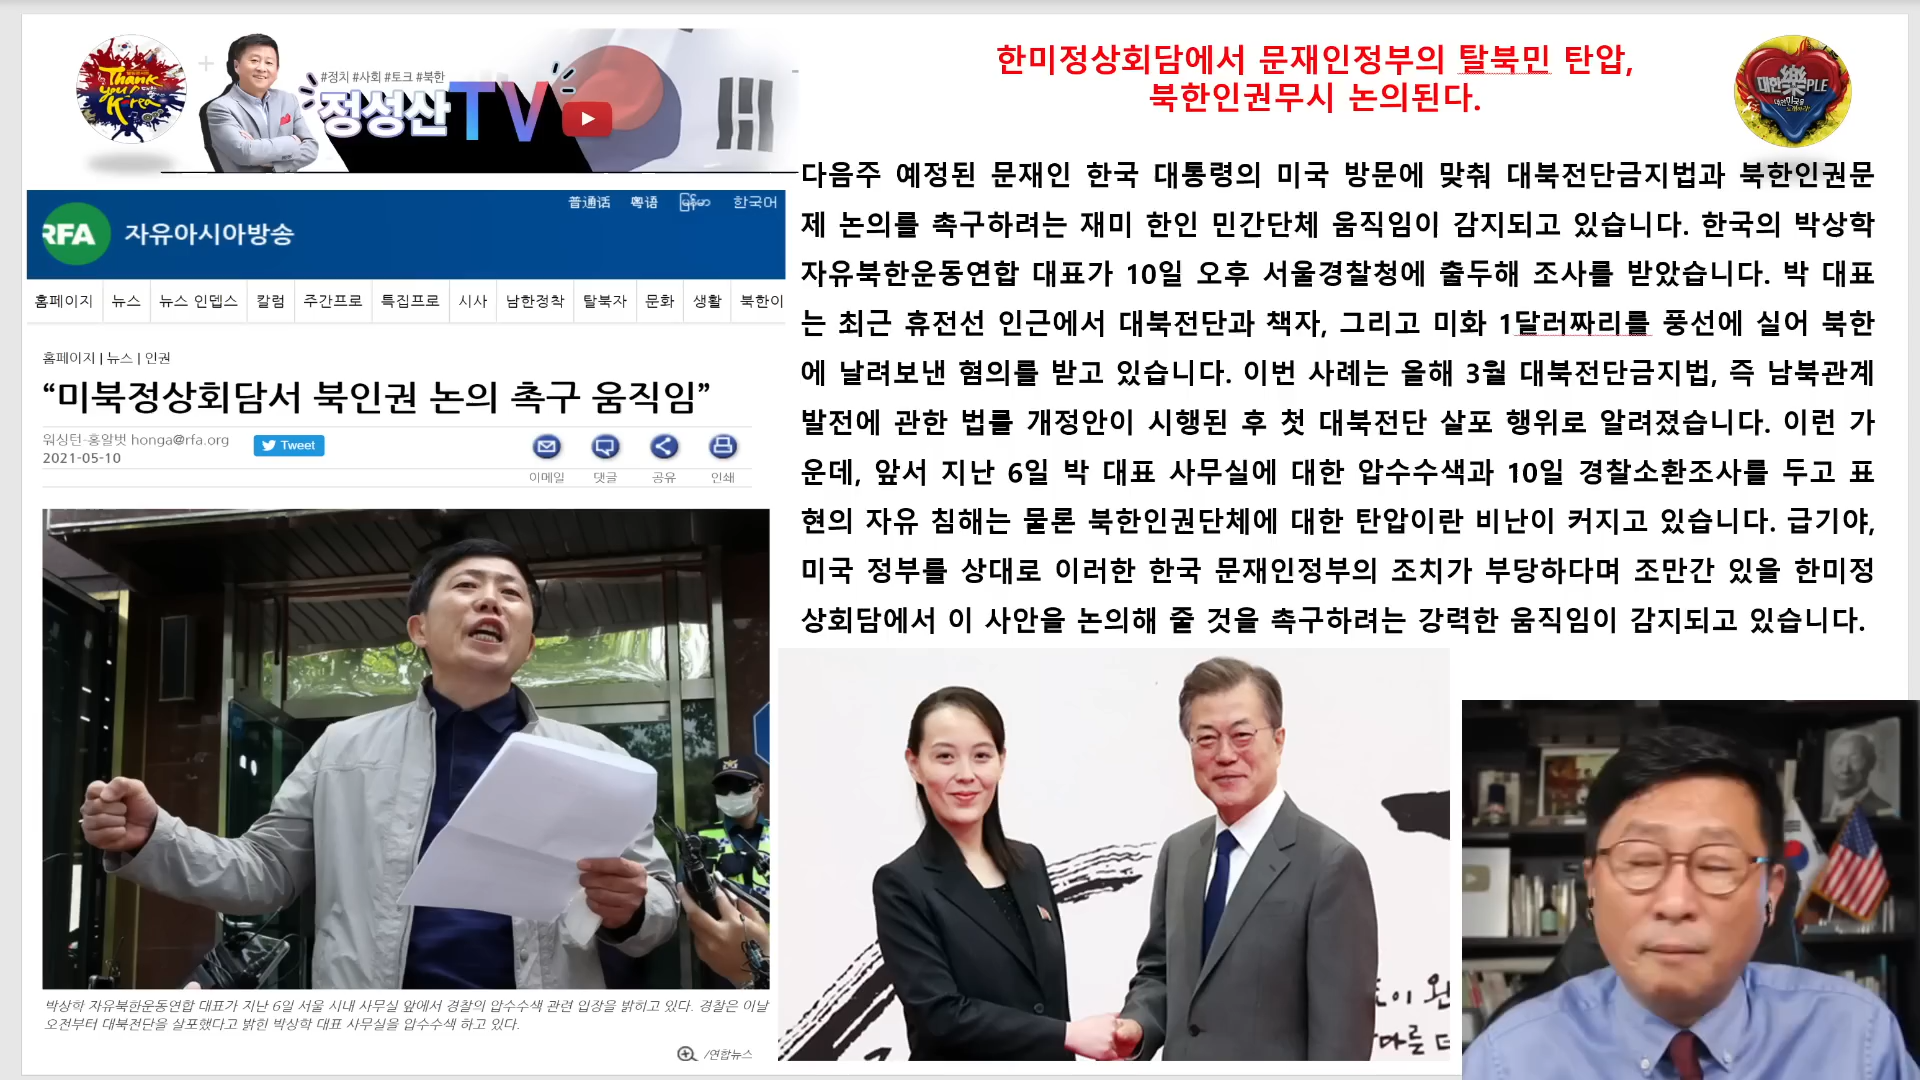 Thank you Korea
#정치 #사회 #토크 #북한
정성산TV
한미정상회담에서 문재인정부의 탈북민 탄압,
북한인권무시 논의된다.
대한樂PLE
RFA 자유아시아방송
普通话 粤语 မြန်မာ 한국어
홈페이지 뉴스 뉴스 인덱스 칼럼 주간프로 특집프로 시사 남한정착 탈북자 문화 생활 북한이
홈페이지 | 뉴스 | 인권
“미북정상회담서 북인권 논의 촉구 움직임”
워싱턴-홍알벗 honga@rfa.org
2021-05-10
Tweet
이메일 댓글 공유 인쇄
박상학 자유북한운동연합 대표가 지난 6일 서울 시내 사무실 앞에서 경찰의 압수수색 관련 입장을 밝히고 있다. 경찰은 이날
오전부터 대북전단을 살포했다고 밝힌 박상학 대표 사무실을 압수수색 하고 있다.
/연합뉴스
다음주 예정된 문재인 한국 대통령의 미국 방문에 맞춰 대북전단금지법과 북한인권문
제 논의를 촉구하려는 재미 한인 민간단체 움직임이 감지되고 있습니다. 한국의 박상학
자유북한운동연합 대표가 10일 오후 서울경찰청에 출두해 조사를 받았습니다. 박 대표
는 최근 휴전선 인근에서 대북전단과 책자, 그리고 미화 1달러짜리를 풍선에 실어 북한
에 날려보낸 혐의를 받고 있습니다. 이번 사례는 올해 3월 대북전단금지법, 즉 남북관계
발전에 관한 법률 개정안이 시행된 후 첫 대북전단 살포 행위로 알려졌습니다. 이런 가
운데, 앞서 지난 6일 박 대표 사무실에 대한 압수수색과 10일 경찰소환조사를 두고 표
현의 자유 침해는 물론 북한인권단체에 대한 탄압이란 비난이 커지고 있습니다. 급기야,
미국 정부를 상대로 이러한 한국 문재인정부의 조치가 부당하다며 조만간 있을 한미정
상회담에서 이 사안을 논의해 줄 것을 촉구하려는 강력한 움직임이 감지되고 있습니다.